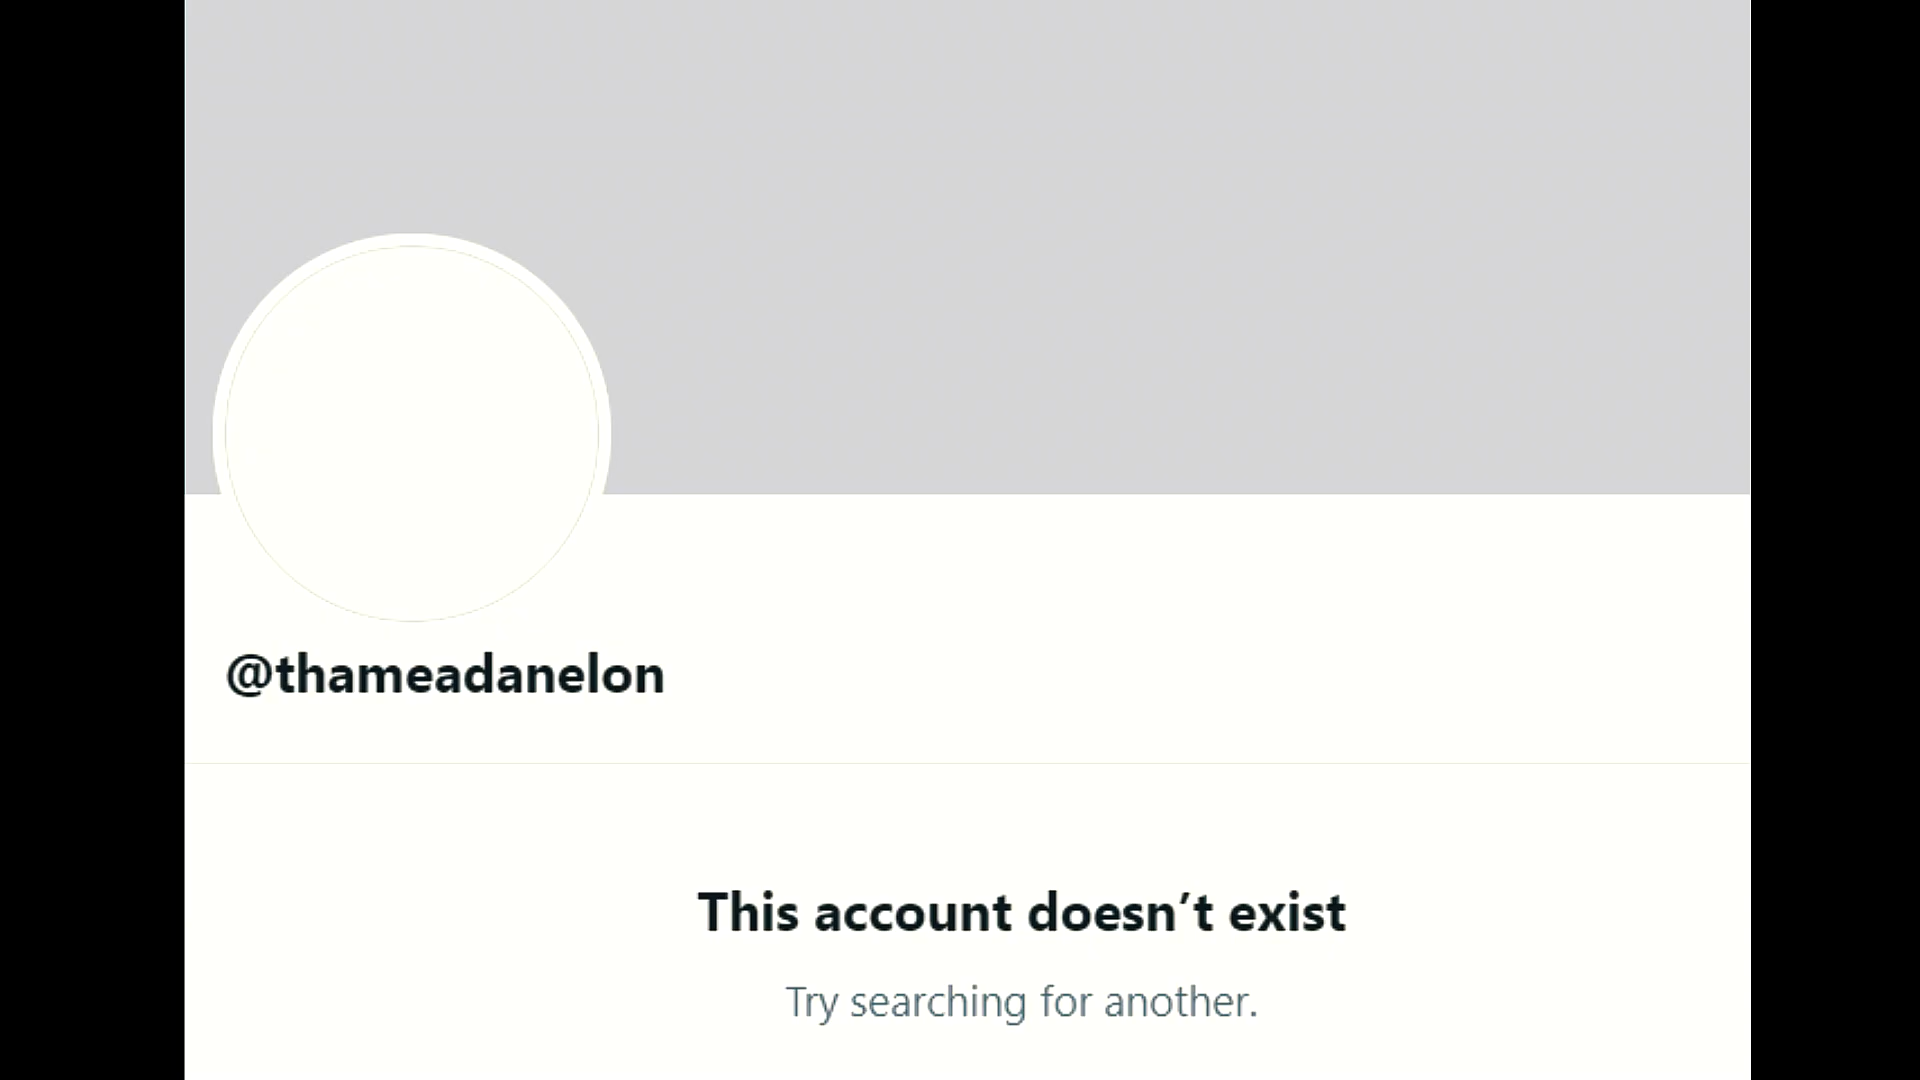 @thameadanelon
This account doesn’t exist
Try searching for another.